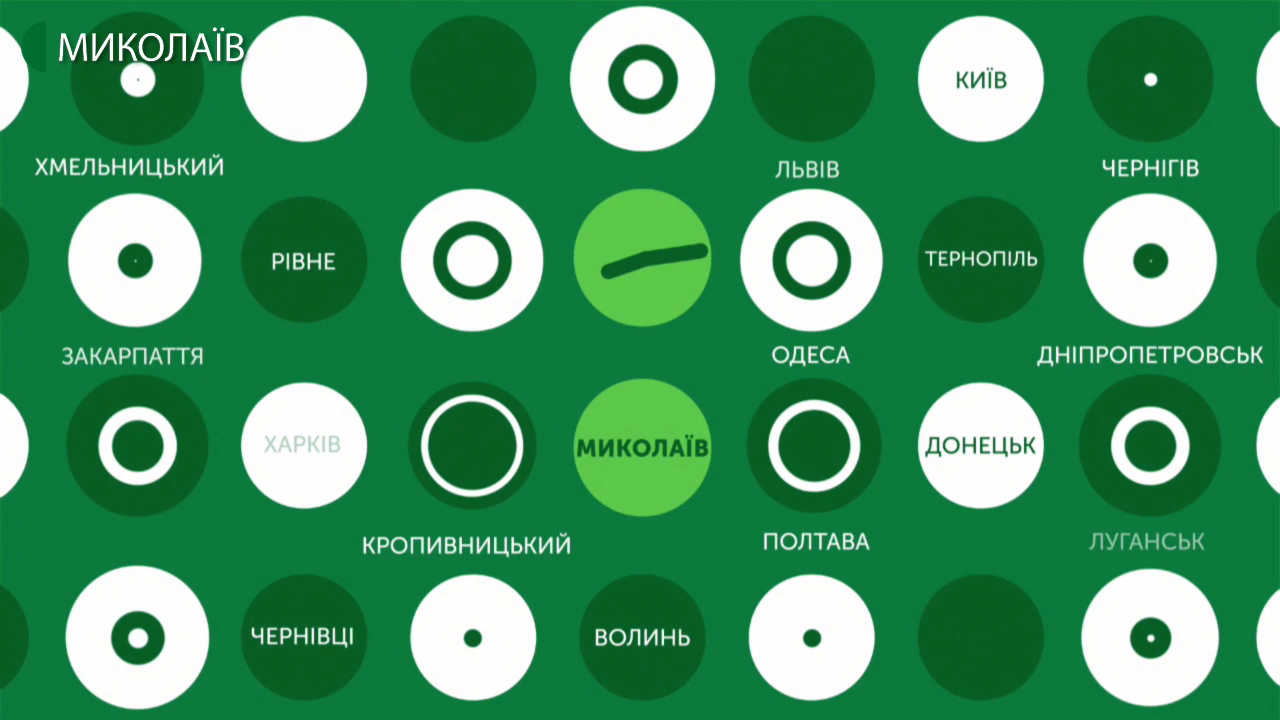 МИКОЛАЇВ
КИЇВ
ХМЕЛЬНИЦЬКИЙ
ЛЬВІВ
ЧЕРНІГІВ
РІВНЕ
ТЕРНОПІЛЬ
ЗАКАРПАТТЯ
ОДЕСА
ДНІПРОПЕТРОВСЬК
ХАРКІВ
МИКОЛАЇВ
ДОНЕЦЬК
КРОПИВНИЦЬКИЙ
ПОЛТАВА
ЛУГАНСЬК
ЧЕРНІВЦІ
ВОЛИНЬ